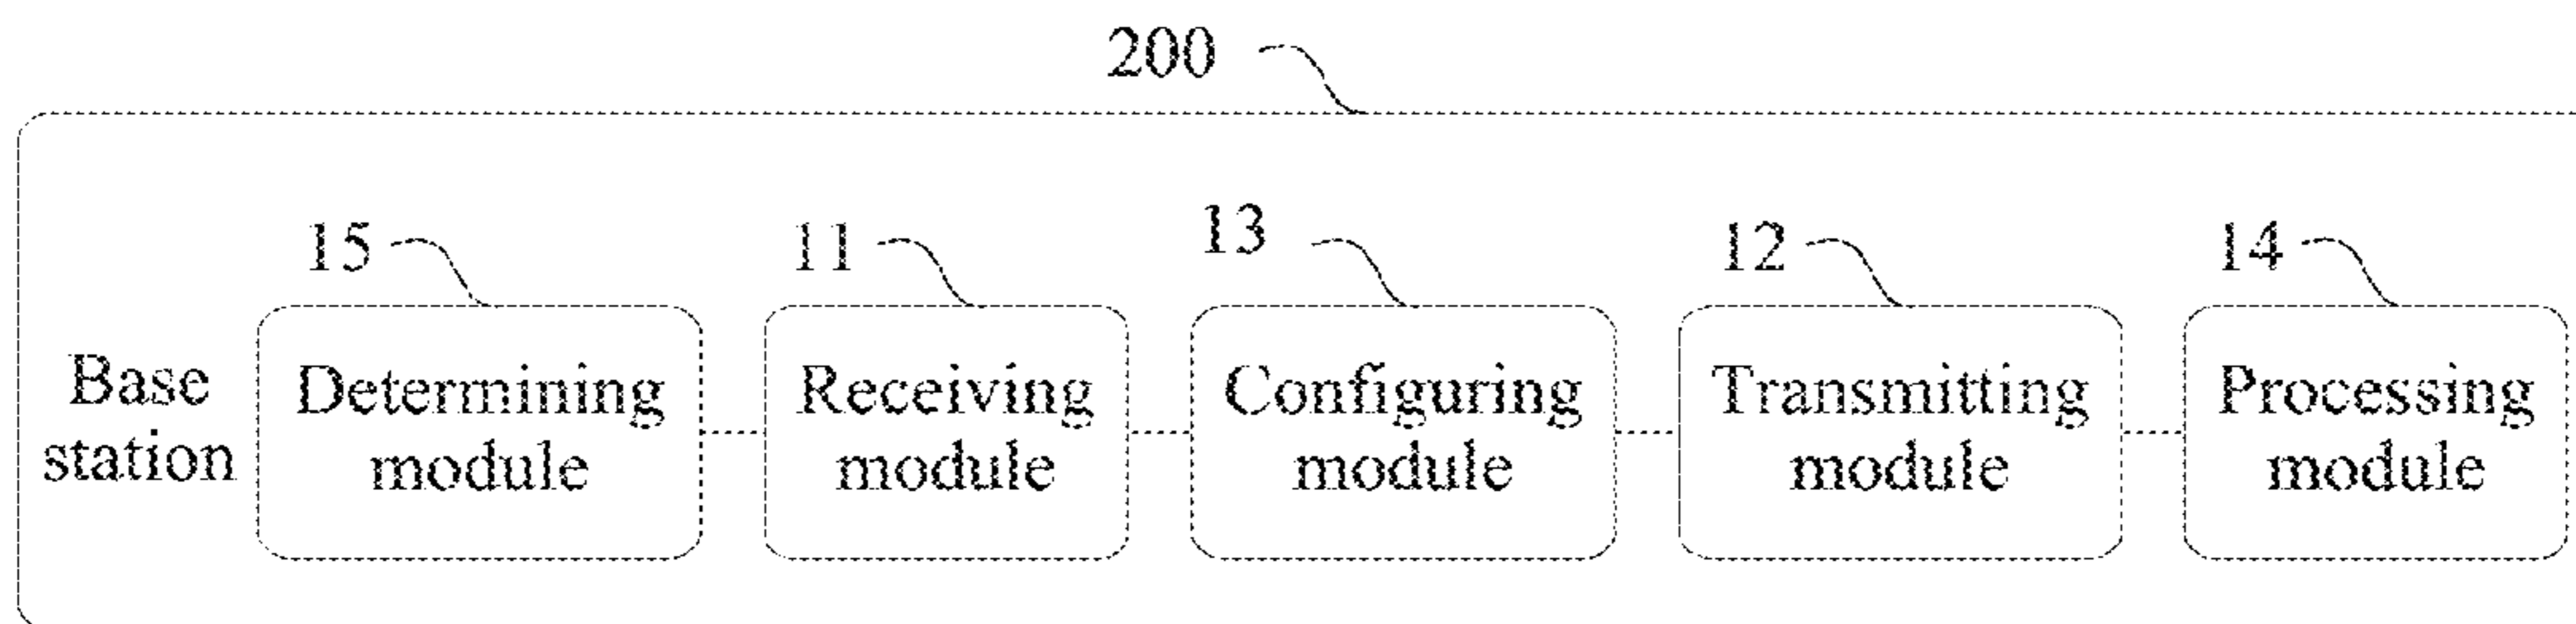 200
15
11
13
12
14
Base
station
Determining
module
Receiving
module
Configuring
module
Transmitting
module
Processing
module